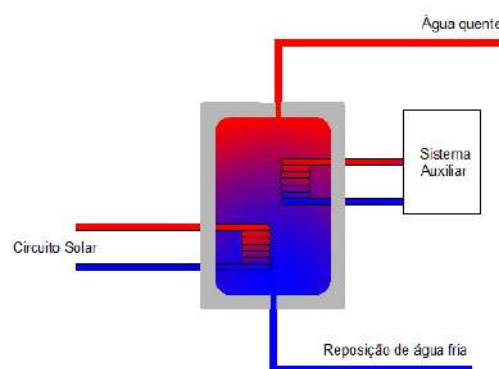 Água quente
Sistema
Auxiliar
Circuito Solar
Reposição de água fria